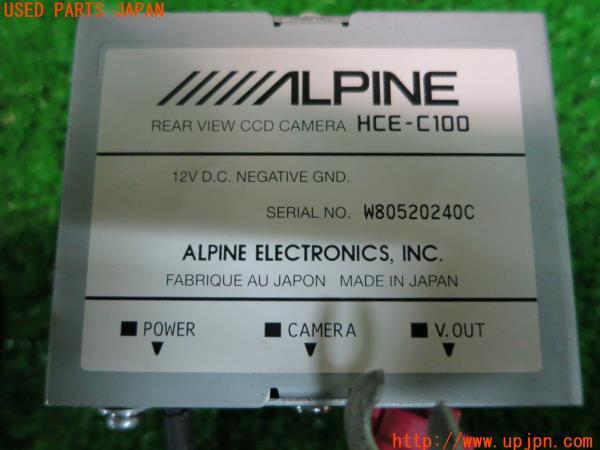 USED PARTS JAPAN
ALPINE
REAR VIEW CCD CAMERA HCE-C100
12V D.C. NEGATIVE GND.
SERIAL NO. W80520240C
ALPINE ELECTRONICS, INC.
FABRIQUE AU JAPON MADE IN JAPAN
■ POWER ■ CAMERA ■ V.OUT
http://www.upjpn.com/